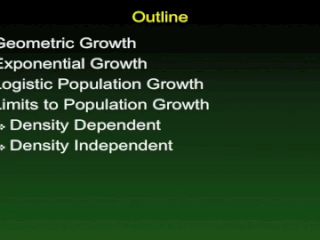 Outline
Geometric Growth
Exponential Growth
Logistic Population Growth
Limits to Population Growth
Density Dependent
Density Independent